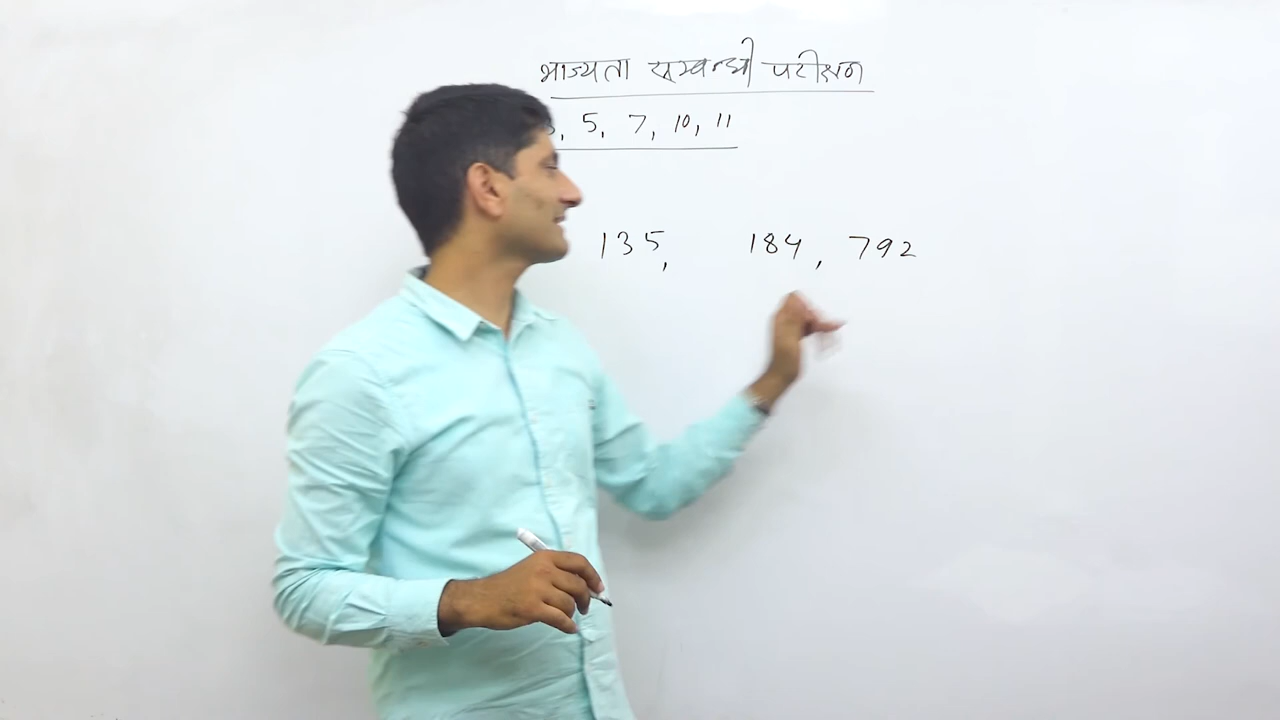 भाज्यता सम्बन्धी परीक्षण
5, 7, 10, 11
135, 184, 792